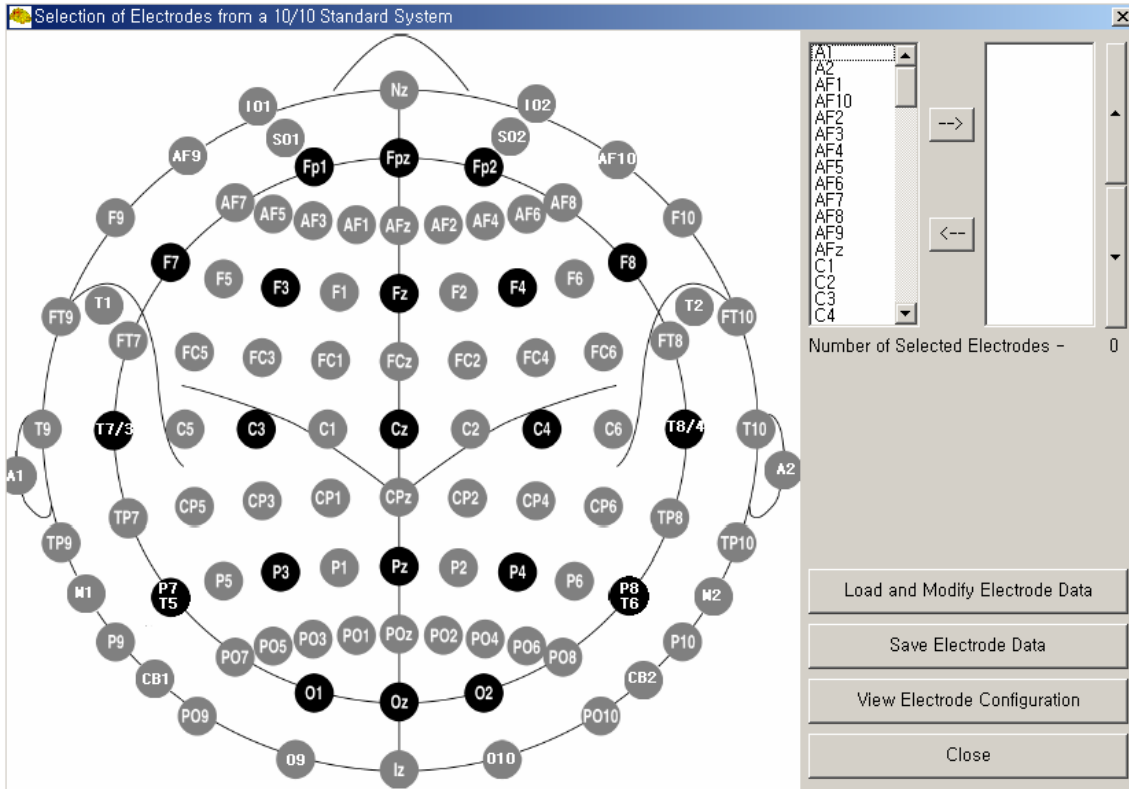 Selection of Electrodes from a 10/10 Standard System
Nz
IO1
IO2
SO1
SO2
AF9
Fp1
Fpz
Fp2
AF10
AF7
AF5
AF3
AF1
AFz
AF2
AF4
AF6
AF8
F9
F10
F7
F5
F3
F1
Fz
F2
F4
F6
F8
FT9
T1
T2
FT10
FT7
FC5
FC3
FC1
FCz
FC2
FC4
FC6
FT8
T9
T7/3
C5
C3
C1
Cz
C2
C4
C6
T8/4
T10
A1
A2
TP7
CP5
CP3
CP1
CPz
CP2
CP4
CP6
TP8
TP9
TP10
M1
P7
T5
P5
P3
P1
Pz
P2
P4
P6
P8
T6
M2
P9
PO7
PO5
PO3
PO1
POz
PO2
PO4
PO6
PO8
P10
CB1
CB2
PO9
O1
Oz
O2
PO10
O9
Iz
O10
A1
A2
AF1
AF10
AF2
AF3
AF4
AF5
AF6
AF7
AF8
AF9
AFz
C1
C2
C3
C4
-->
<--
Number of Selected Electrodes - 0
Load and Modify Electrode Data
Save Electrode Data
View Electrode Configuration
Close